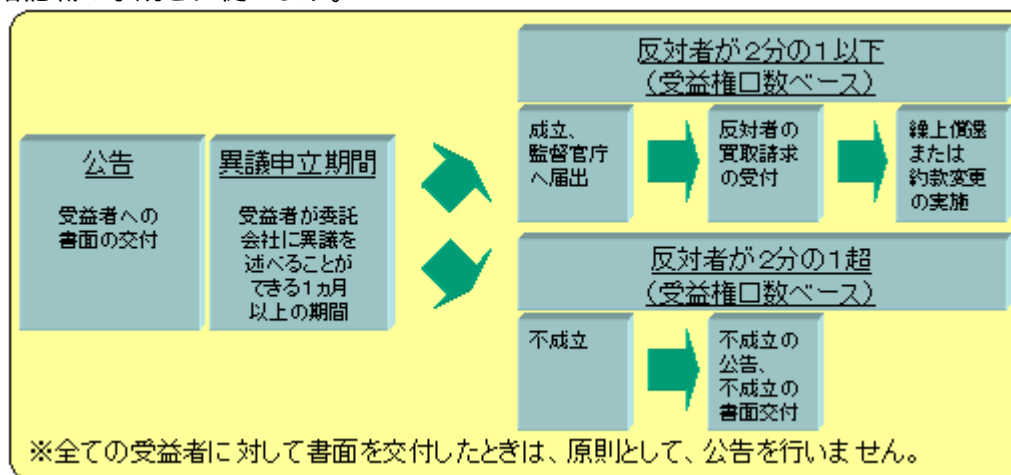 公告
受益者への
書面の交付
異議申立期間
受益者が委託
会社に異議を
述べることが
できる1ヵ月
以上の期間
反対者が2分の1以下
(受益権口数ベース)
成立、
監督官庁
へ届出
反対者の
買取請求
の受付
繰上償還
または
約款変更
の実施
反対者が2分の1超
(受益権口数ベース)
不成立
不成立の
公告、
不成立の
書面交付
※全ての受益者に対して書面を交付したときは、原則として、公告を行いません。